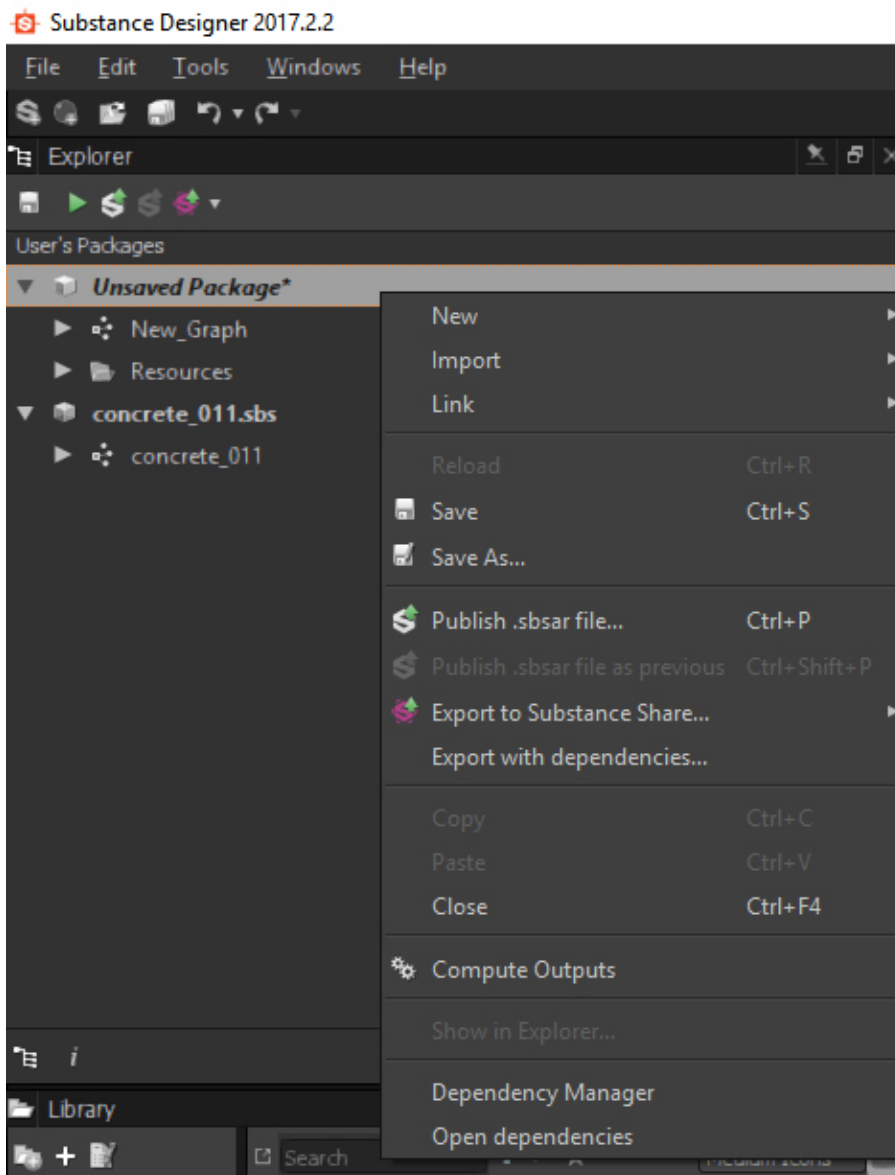 Substance Designer 2017.2.2
File Edit Tools Windows Help
Explorer
User's Packages
Unsaved Package*
New_Graph
Resources
concrete_011.sbs
concrete_011
New
Import
Link
Reload Ctrl+R
Save Ctrl+S
Save As...
Publish .sbsar file... Ctrl+P
Publish .sbsar file as previous Ctrl+Shift+P
Export to Substance Share...
Export with dependencies...
Copy Ctrl+C
Paste Ctrl+V
Close Ctrl+F4
Compute Outputs
Show in Explorer...
Dependency Manager
Open dependencies
i
Library
Search
Medium Icons